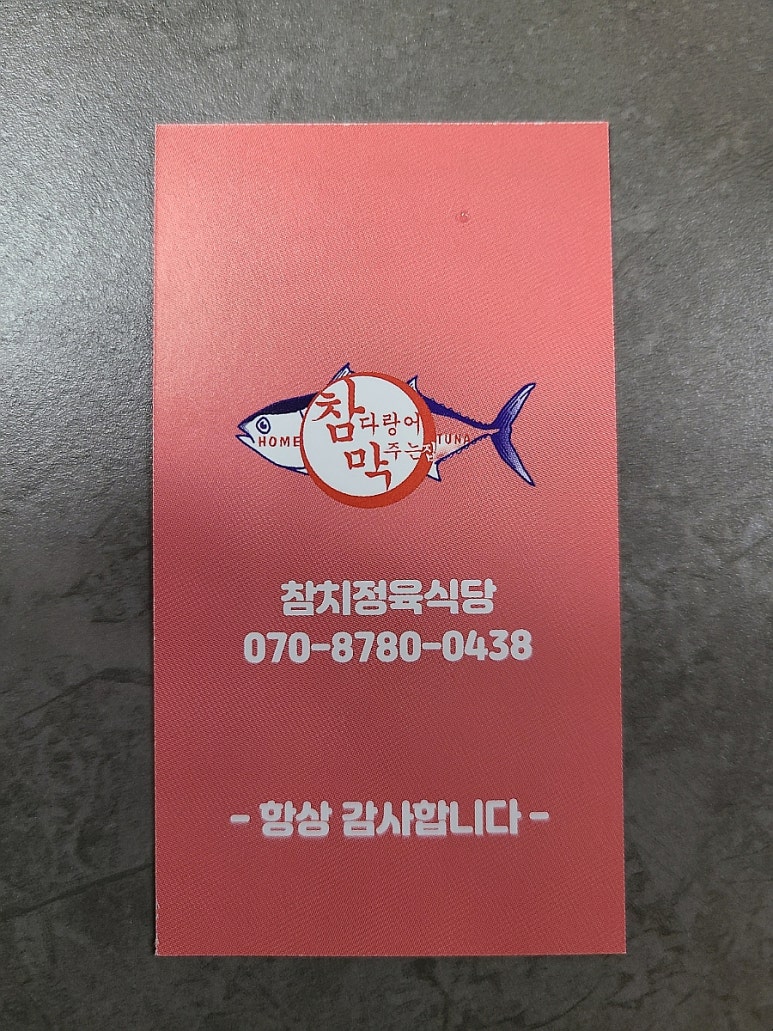 HOME 참다랑어 TUNA
막주는집
참치정육식당
070-8780-0438
- 항상 감사합니다 -